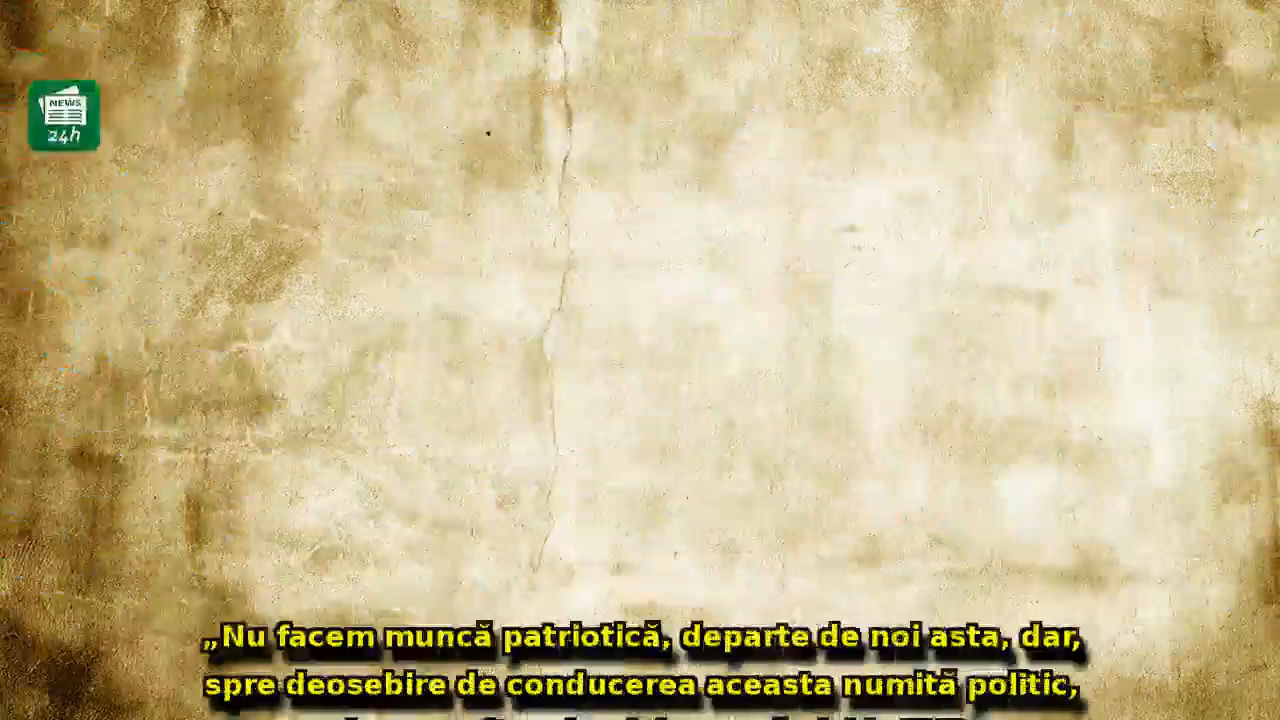 NEWS
24h
„Nu facem muncă patriotică, departe de noi asta, dar,
spre deosebire de conducerea aceasta numită politic,